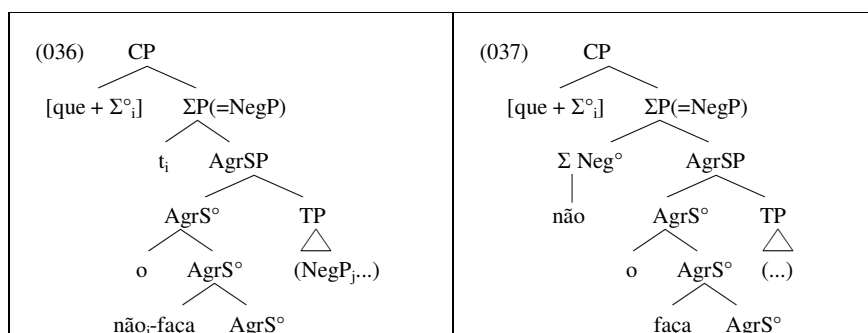 (036) CP
[que + Σ°i] ΣP(=NegP)
ti AgrSP
AgrS° TP
o AgrS° (NegPj...)
nãoj-faça AgrS°
(037) CP
[que + Σ°i] ΣP(=NegP)
Σ Neg° AgrSP
não AgrS° TP
o AgrS° (...)
faça AgrS°